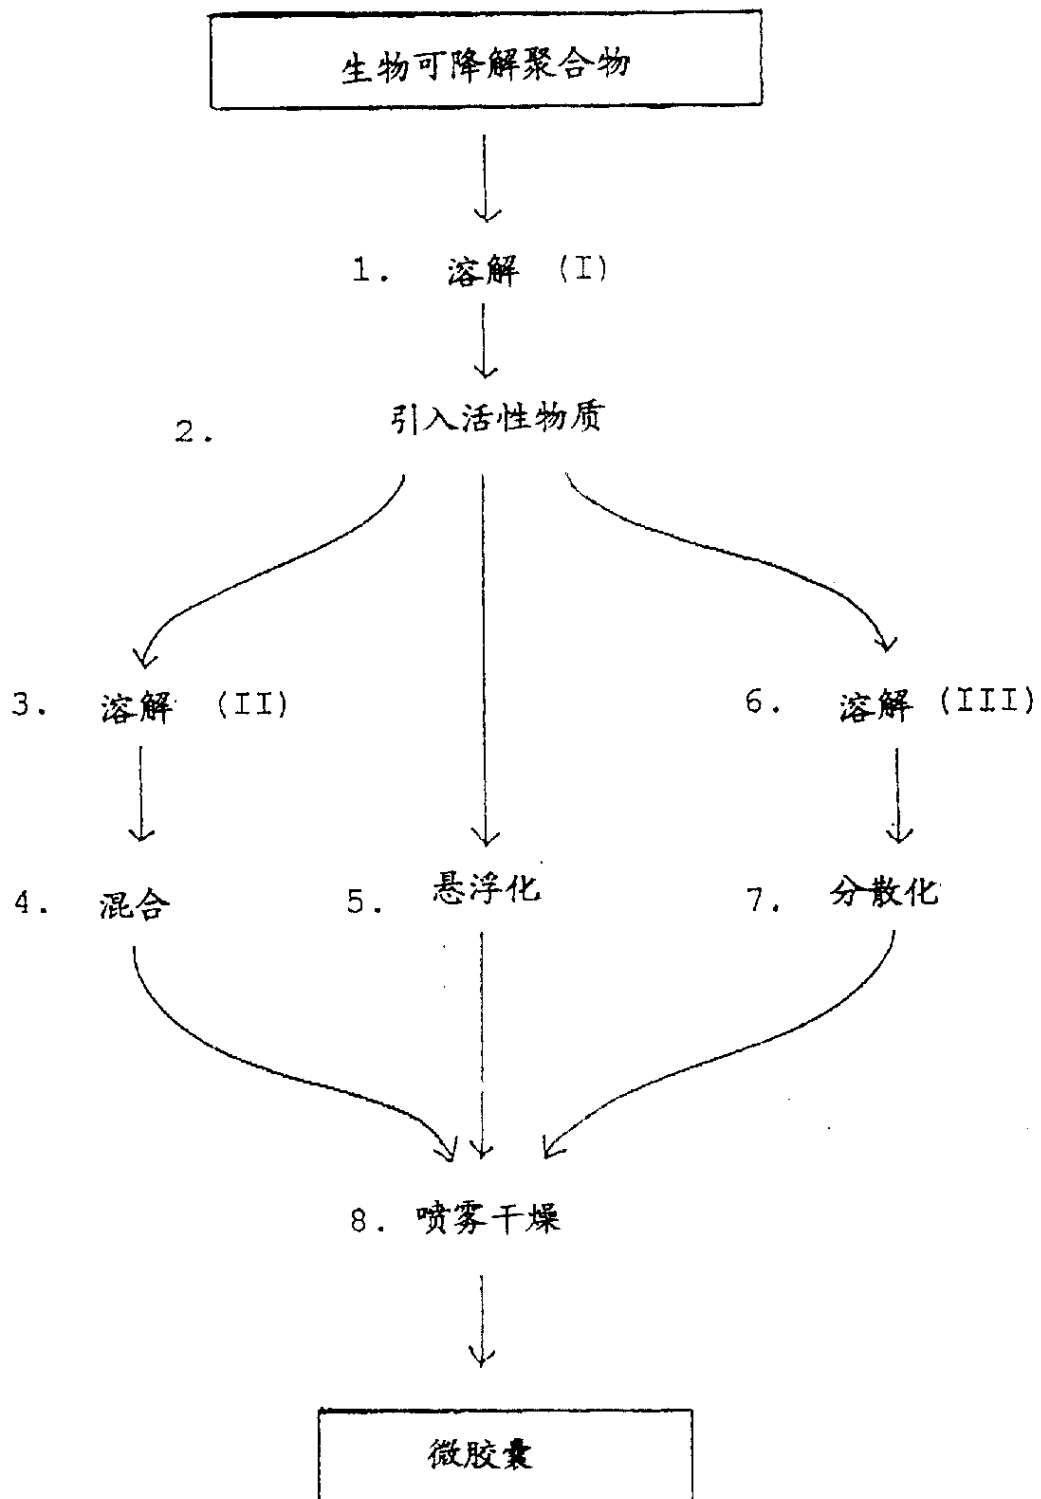 生物可降解聚合物
1. 溶解 (I)
2. 引入活性物质
3. 溶解 (II)
6. 溶解 (III)
4. 混合
5. 悬浮化
7. 分散化
8. 喷雾干燥
微胶囊